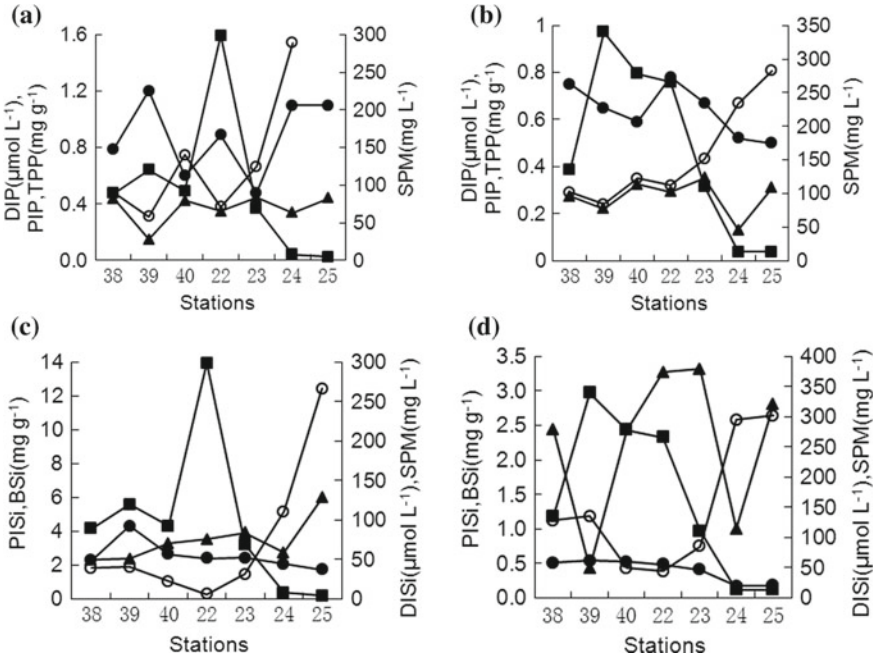 (a)
1.6
1.2
0.8
0.4
0.0
DIP(μmol L-1),
PIP,TPP(mg g-1)
300
250
200
150
100
50
0
SPM(mg L-1)
38 39 40 22 23 24 25
Stations
(b)
1
0.8
0.6
0.4
0.2
0
DIP(μmol L-1)
PIP,TPP(mg g-1)
350
300
250
200
150
100
50
0
SPM(mg L-1)
38 39 40 22 23 24 25
Stations
(c)
14
12
10
8
6
4
2
0
PISi,BSi(mg g-1)
300
250
200
150
100
50
0
DISi(μmol L-1),SPM(mg L-1)
38 39 40 22 23 24 25
Stations
(d)
3.5
3.0
2.5
2.0
1.5
1.0
0.5
0.0
PISi,BSi(mg g-1)
400
350
300
250
200
150
100
50
0
DISi(μmol L-1),SPM(mg L-1)
38 39 40 22 23 24 25
Stations